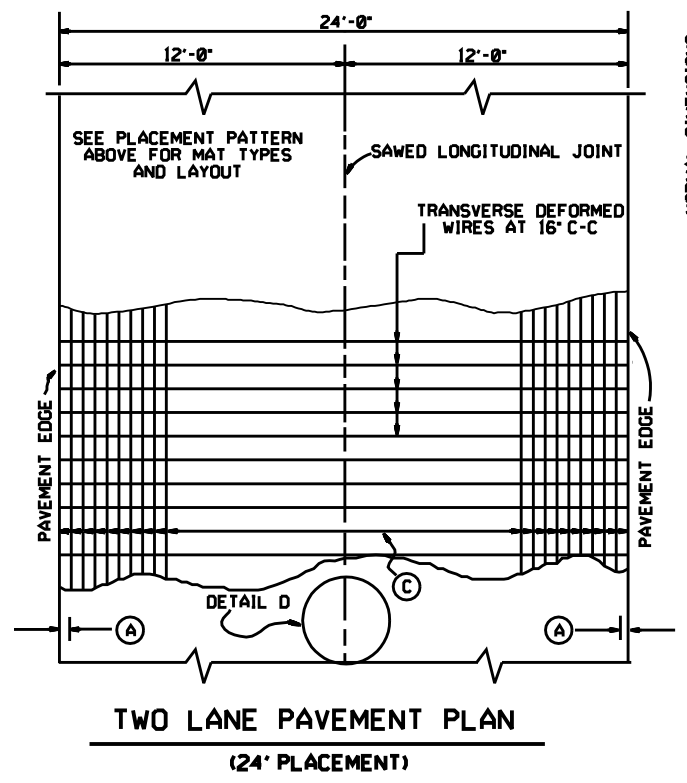 24'-0"
12'-0"
12'-0"
SEE PLACEMENT PATTERN
ABOVE FOR MAT TYPES
AND LAYOUT
SAWED LONGITUDINAL JOINT
TRANSVERSE DEFORMED
WIRES AT 16" C-C
PAVEMENT EDGE
PAVEMENT EDGE
C
DETAIL D
A
A
TWO LANE PAVEMENT PLAN
(24' PLACEMENT)